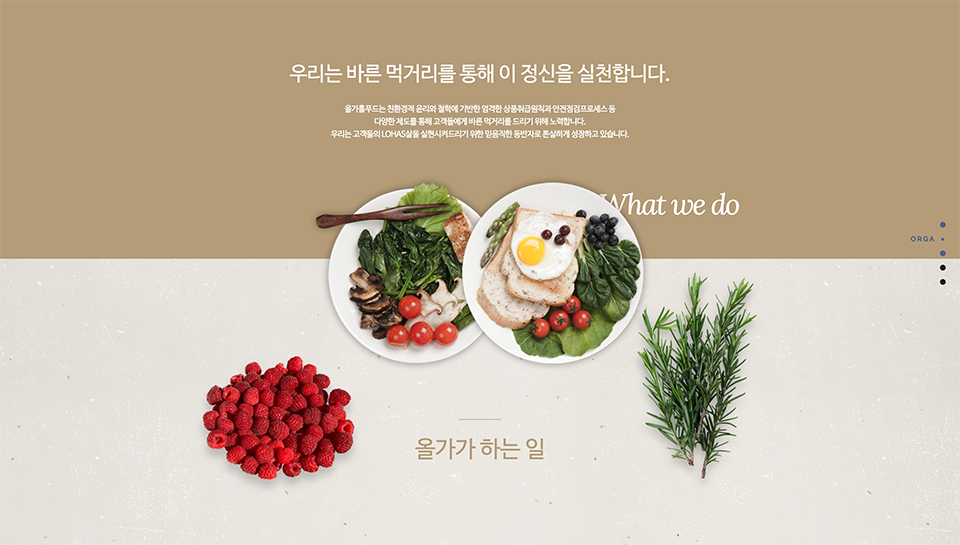 우리는 바른 먹거리를 통해 이 정신을 실천합니다.
올가홀푸드는 친환경적 윤리와 철학에 기반한 엄격한 상품취급원칙과 안전점검프로세스 등
다양한 제도를 통해 고객들에게 바른 먹거리를 드리기 위해 노력합니다.
우리는 고객들의 LOHAS삶을 실현시켜드리기 위한 믿음직한 동반자로 튼실하게 성장하고 있습니다.
What we do
ORGA
올가가 하는 일